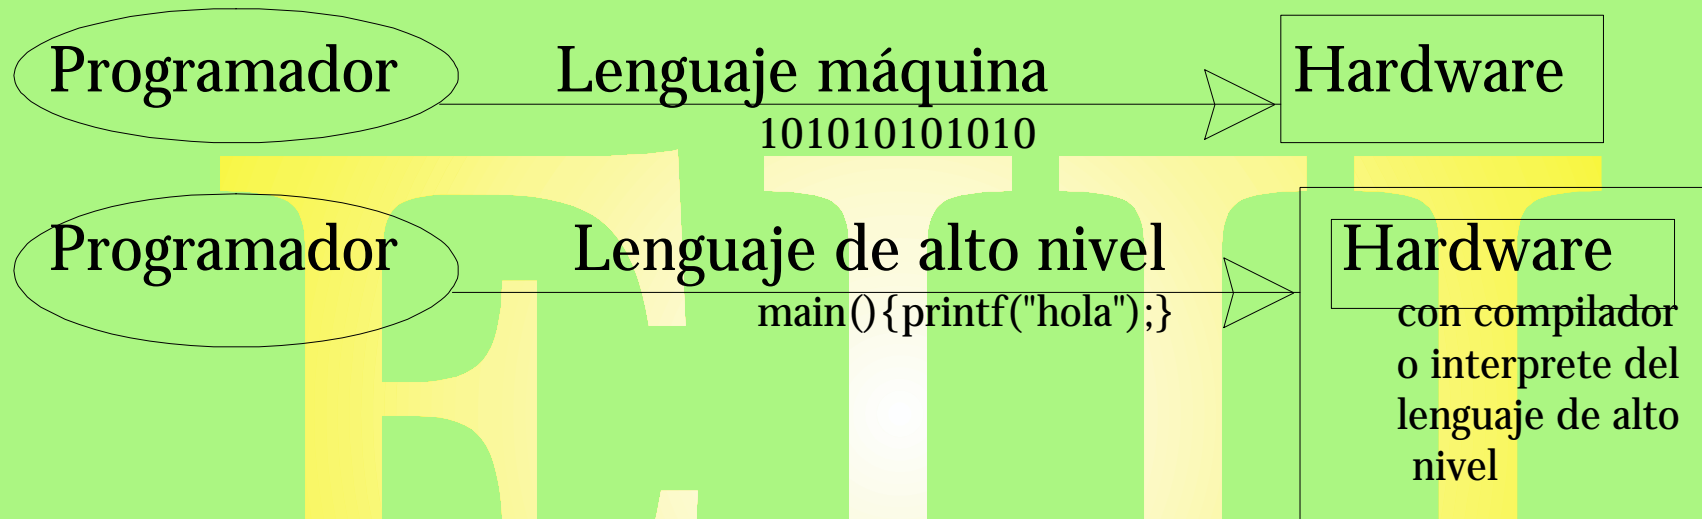 Programador Lenguaje máquina Hardware
101010101010
Programador Lenguaje de alto nivel Hardware
main(){printf("hola");}
con compilador
o interprete del
lenguaje de alto
nivel
EIII